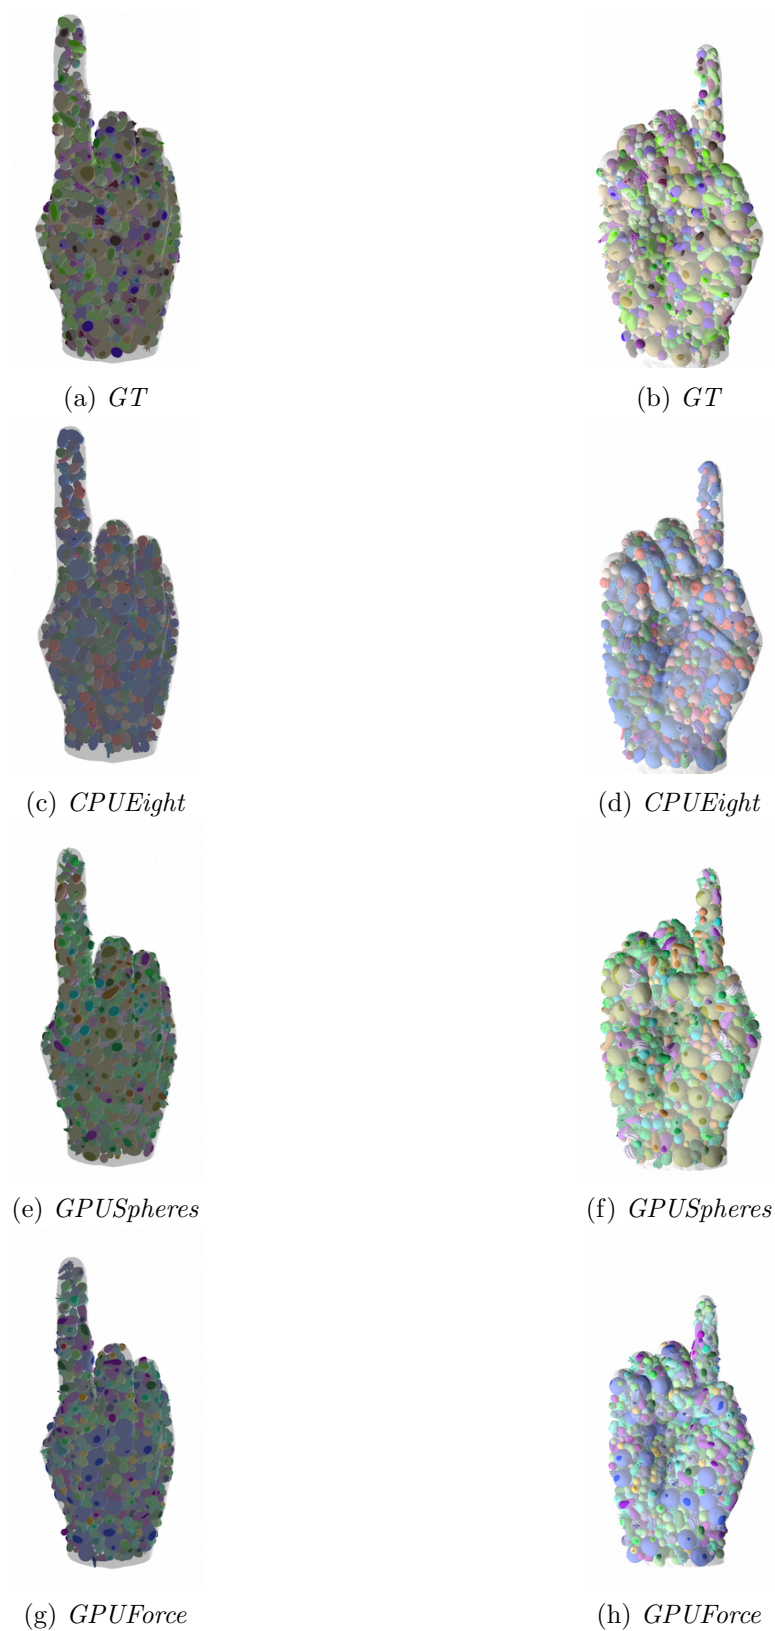 (a) GT
(b) GT
(c) CPUEight
(d) CPUEight
(e) GPUSpheres
(f) GPUSpheres
(g) GPUForce
(h) GPUForce